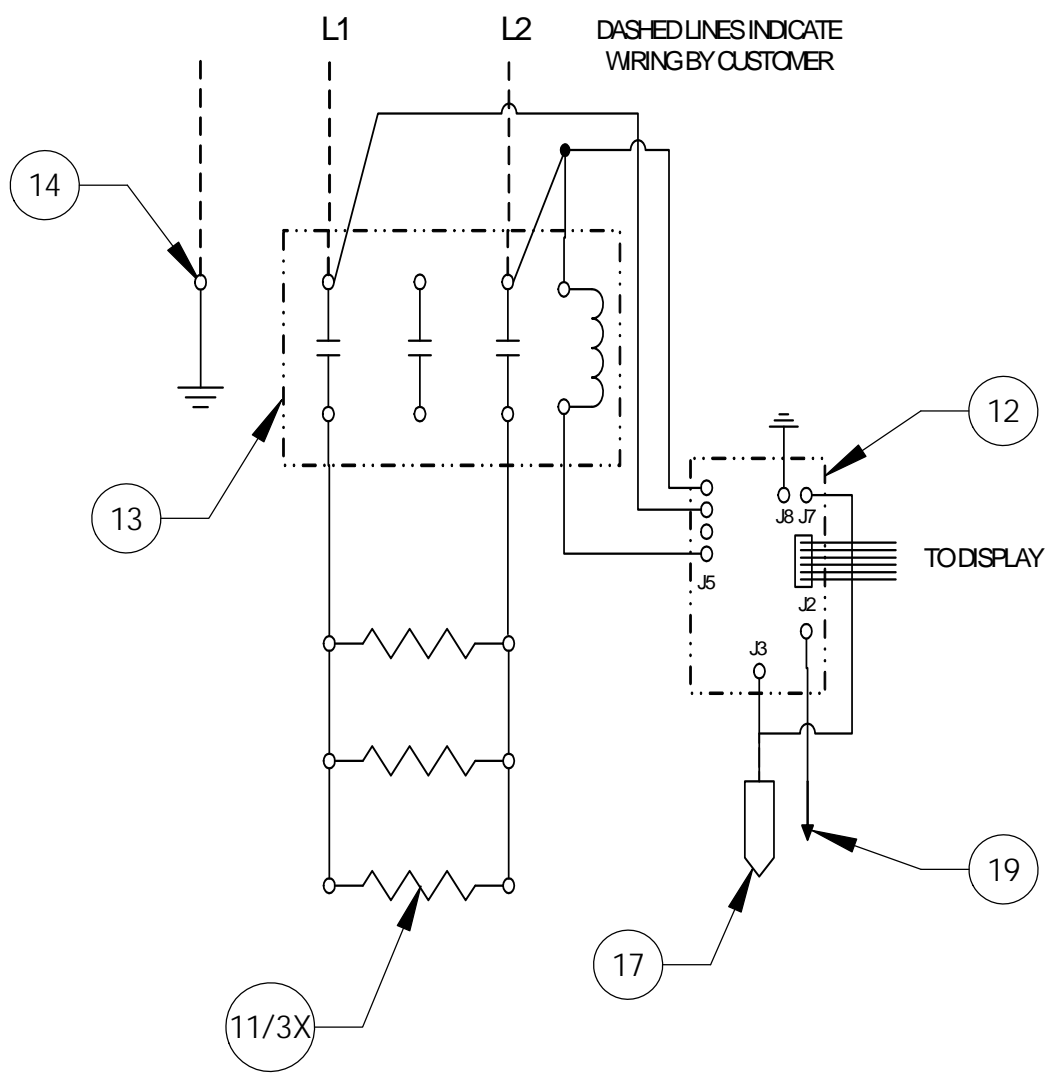 L1
L2
DASHED LINES INDICATE
WIRING BY CUSTOMER
14
12
13
J8 J7
TO DISPLAY
J5
J2
J3
19
17
11/3X